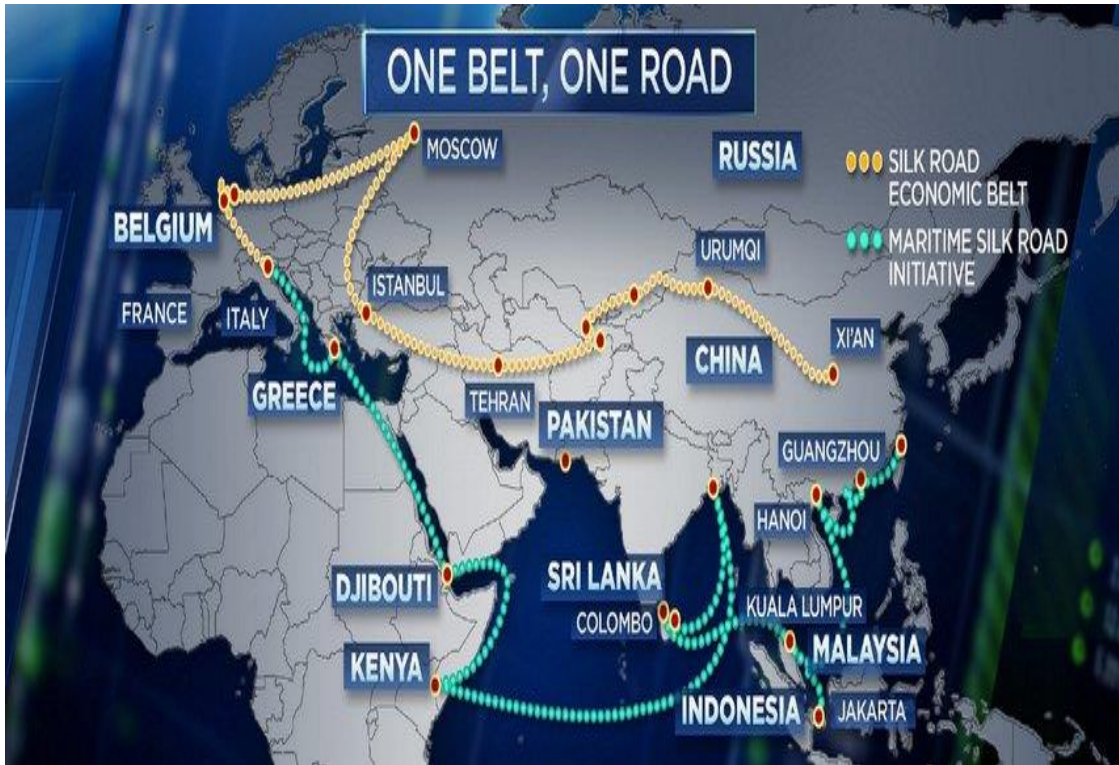 ONE BELT, ONE ROAD
MOSCOW
RUSSIA
SILK ROAD
ECONOMIC BELT
MARITIME SILK ROAD
INITIATIVE
BELGIUM
URUMQI
ISTANBUL
FRANCE
ITALY
XI'AN
CHINA
GREECE
TEHRAN
PAKISTAN
GUANGZHOU
HANOI
DJIBOUTI
SRI LANKA
COLOMBO
KUALA LUMPUR
MALAYSIA
KENYA
INDONESIA
JAKARTA